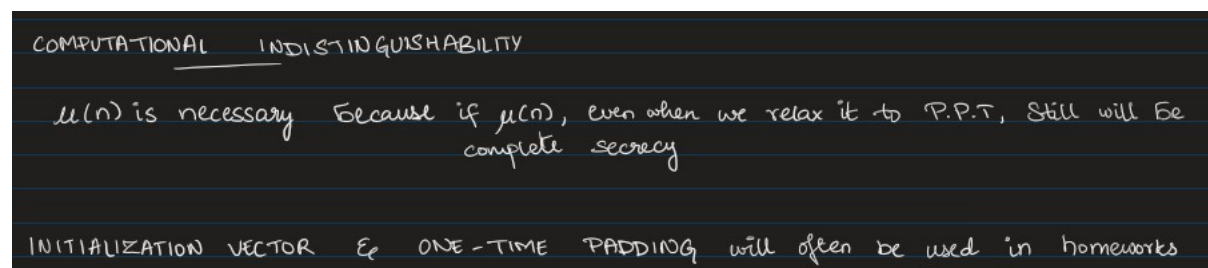 COMPUTATIONAL INDISTINGUISHABILITY
μ(n) is necessary because if μ(n), even when we relax it to P.P.T, Still will be
complete secrecy
INITIALIZATION VECTOR & ONE-TIME PADDING will often be used in homeworks